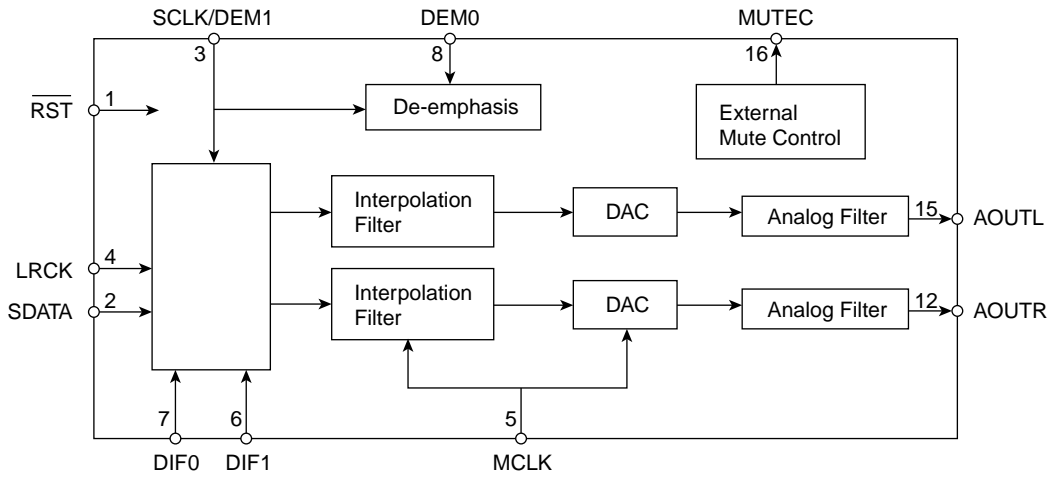 SCLK/DEM1
DEM0
MUTEC
3
8
16
RST
1
De-emphasis
External
Mute Control
Interpolation
Filter
DAC
Analog Filter
15
AOUTL
LRCK
4
SDATA
2
Interpolation
Filter
DAC
Analog Filter
12
AOUTR
7
6
5
DIF0
DIF1
MCLK